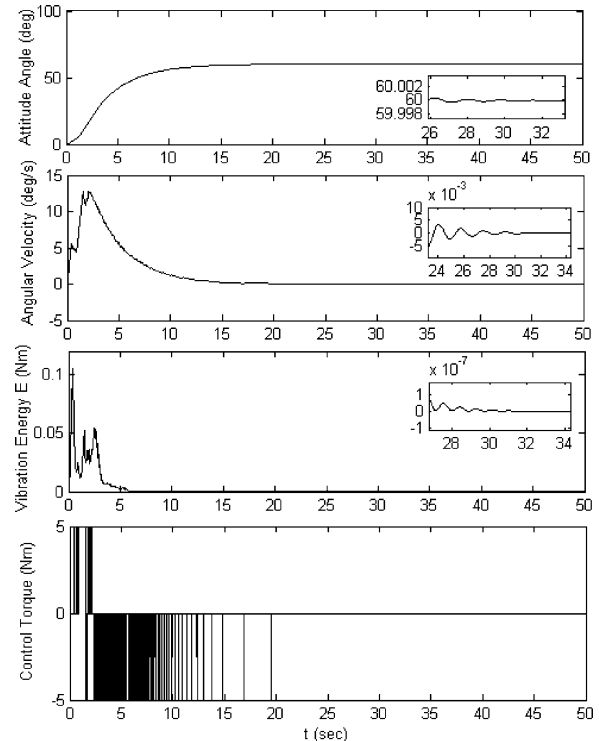 Attitude Angle (deg)
100
50
0
60.002
60
59.998
26 28 30 32
0 5 10 15 20 25 30 35 40 45 50
Angular Velocity (deg/s)
15
10
5
0
-5
x 10 -3
10
5
0
-5
24 26 28 30 32 34
0 5 10 15 20 25 30 35 40 45 50
Vibration Energy E (Nm)
0.1
0.05
0
x 10 -7
1
0
-1
28 30 32 34
0 5 10 15 20 25 30 35 40 45 50
Control Torque (Nm)
5
0
-5
0 5 10 15 20 25 30 35 40 45 50
t (sec)